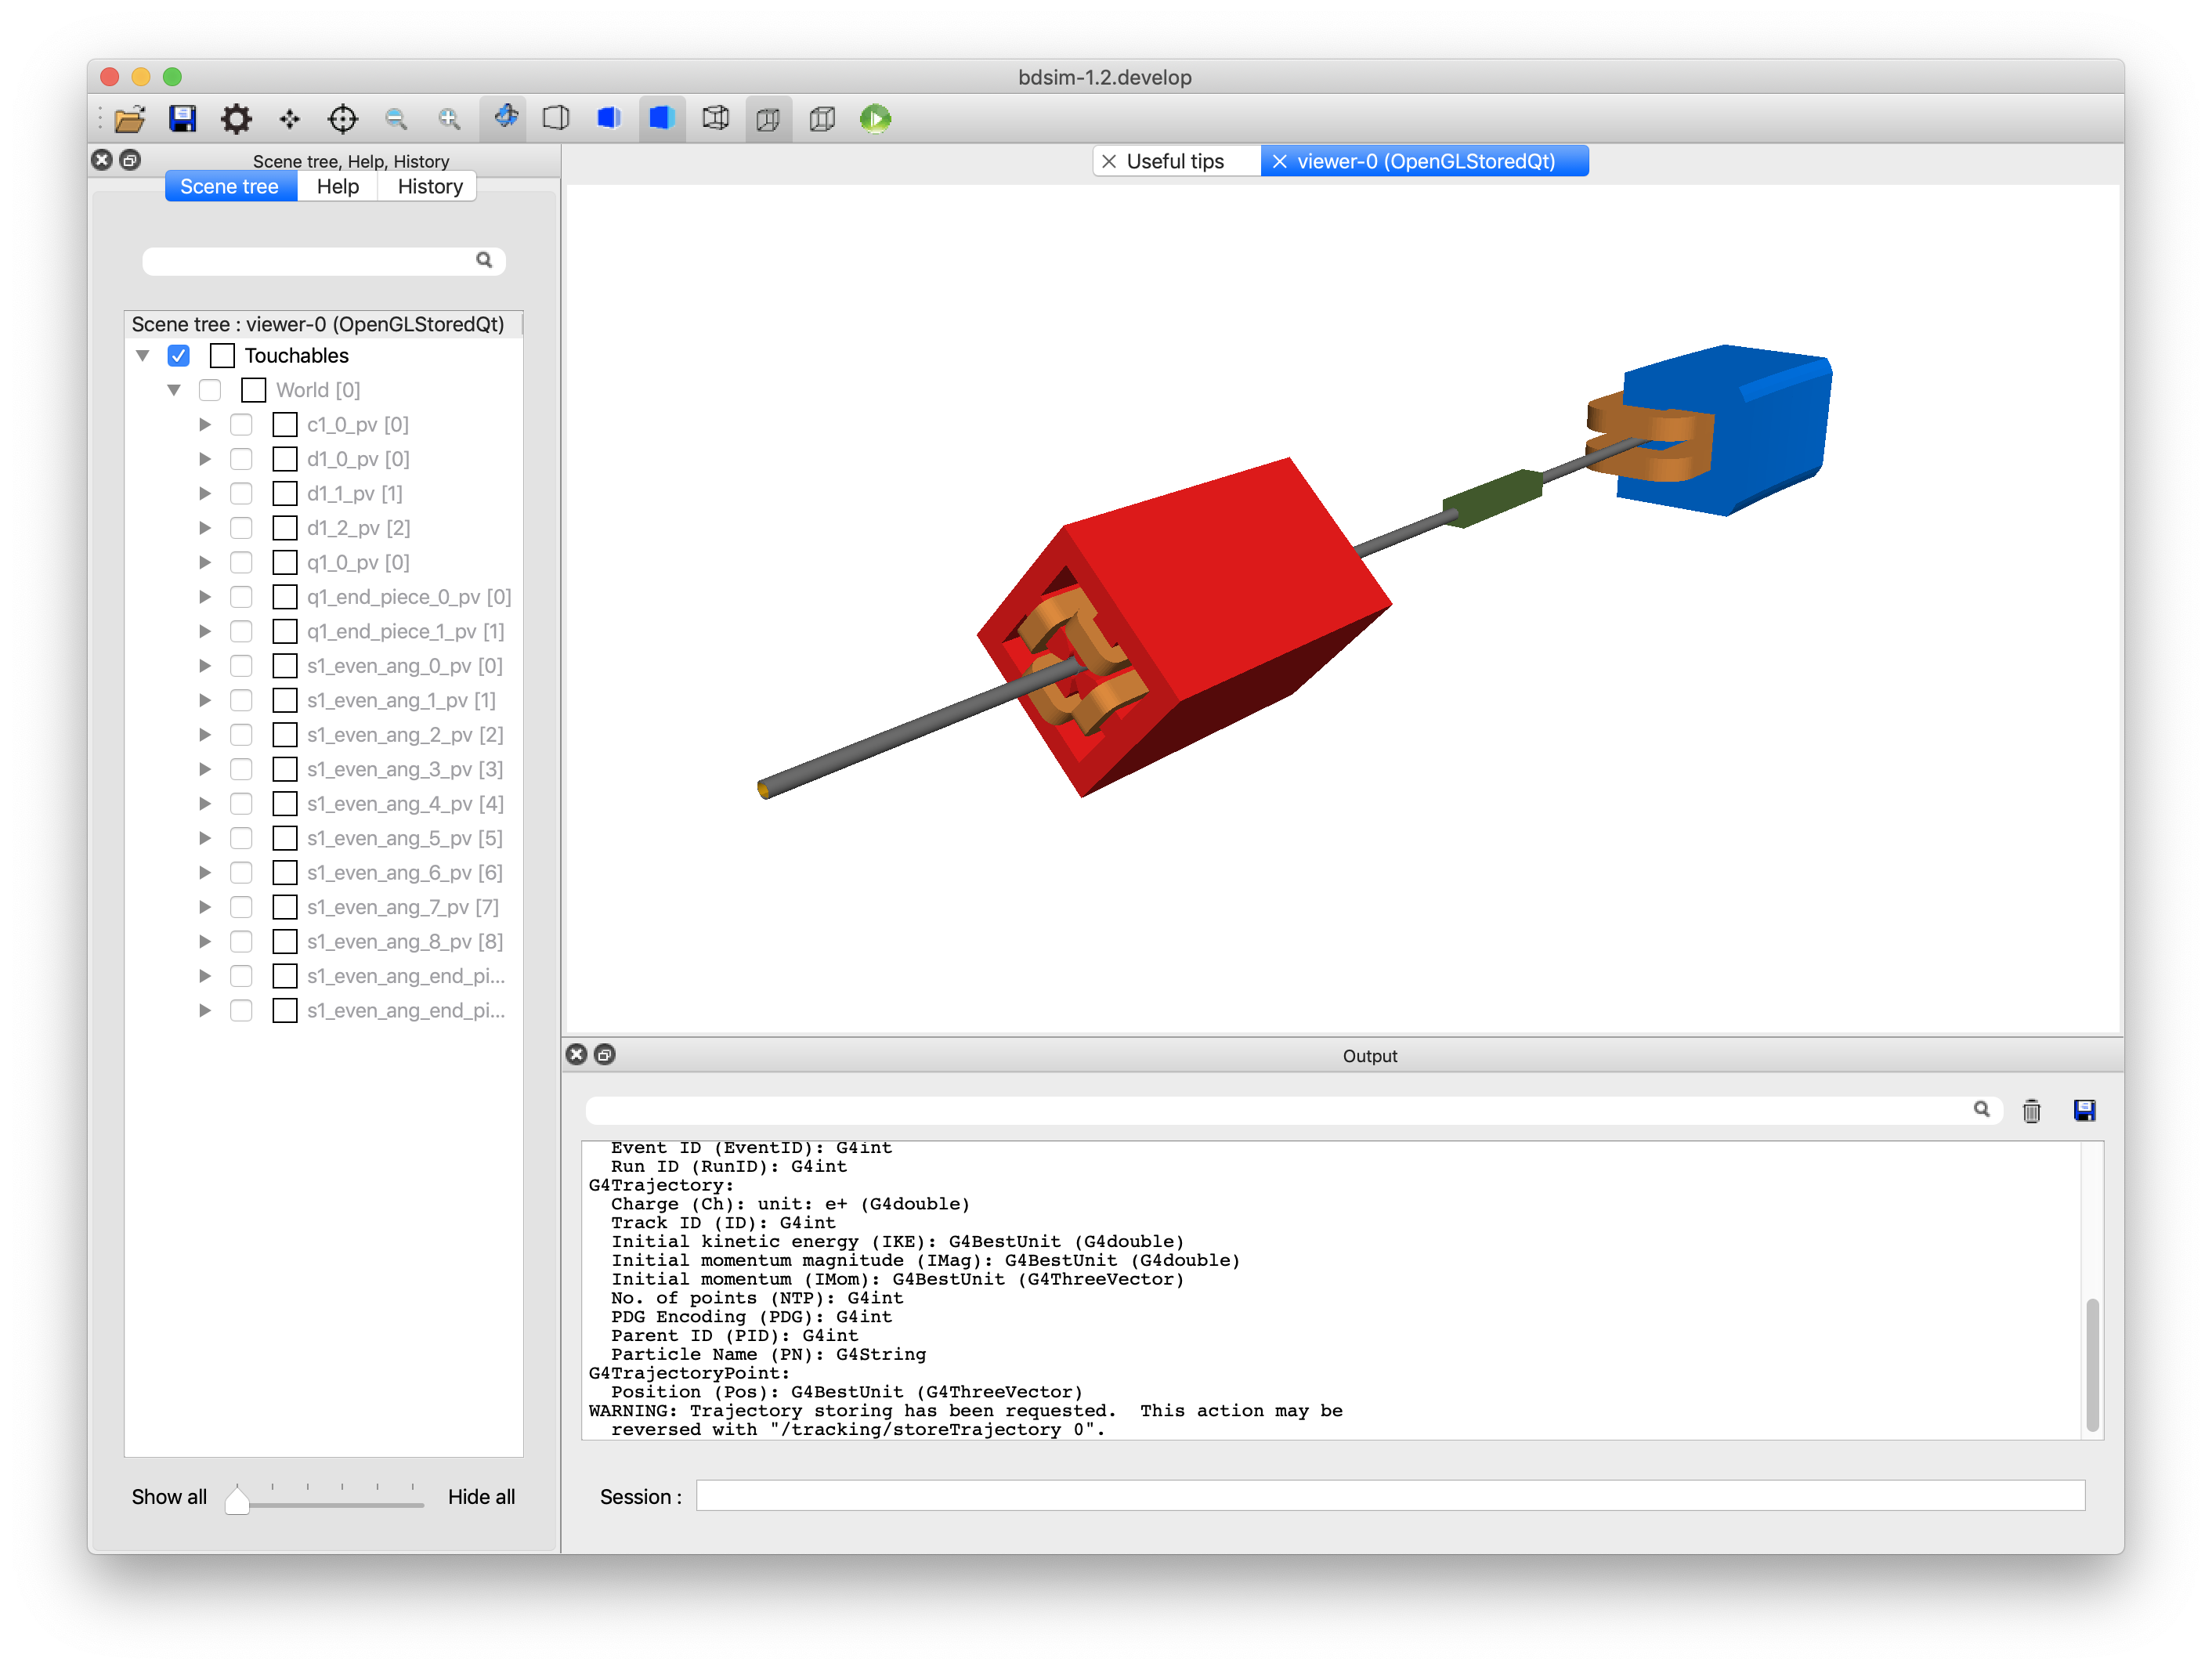 bdsim-1.2.develop
Scene tree, Help, History
Scene tree
Help
History
Scene tree : viewer-0 (OpenGLStoredQt)
Touchables
World [0]
c1_0_pv [0]
d1_0_pv [0]
d1_1_pv [1]
d1_2_pv [2]
q1_0_pv [0]
q1_end_piece_0_pv [0]
q1_end_piece_1_pv [1]
s1_even_ang_0_pv [0]
s1_even_ang_1_pv [1]
s1_even_ang_2_pv [2]
s1_even_ang_3_pv [3]
s1_even_ang_4_pv [4]
s1_even_ang_5_pv [5]
s1_even_ang_6_pv [6]
s1_even_ang_7_pv [7]
s1_even_ang_8_pv [8]
s1_even_ang_end_pi...
s1_even_ang_end_pi...
Show all
Hide all
Useful tips
viewer-0 (OpenGLStoredQt)
Output
Event ID (EventID): G4int
Run ID (RunID): G4int
G4Trajectory:
Charge (Ch): unit: e+ (G4double)
Track ID (ID): G4int
Initial kinetic energy (IKE): G4BestUnit (G4double)
Initial momentum magnitude (IMag): G4BestUnit (G4double)
Initial momentum (IMom): G4BestUnit (G4ThreeVector)
No. of points (NTP): G4int
PDG Encoding (PDG): G4int
Parent ID (PID): G4int
Particle Name (PN): G4String
G4TrajectoryPoint:
Position (Pos): G4BestUnit (G4ThreeVector)
WARNING: Trajectory storing has been requested.  This action may be
reversed with "/tracking/storeTrajectory 0".
Session :